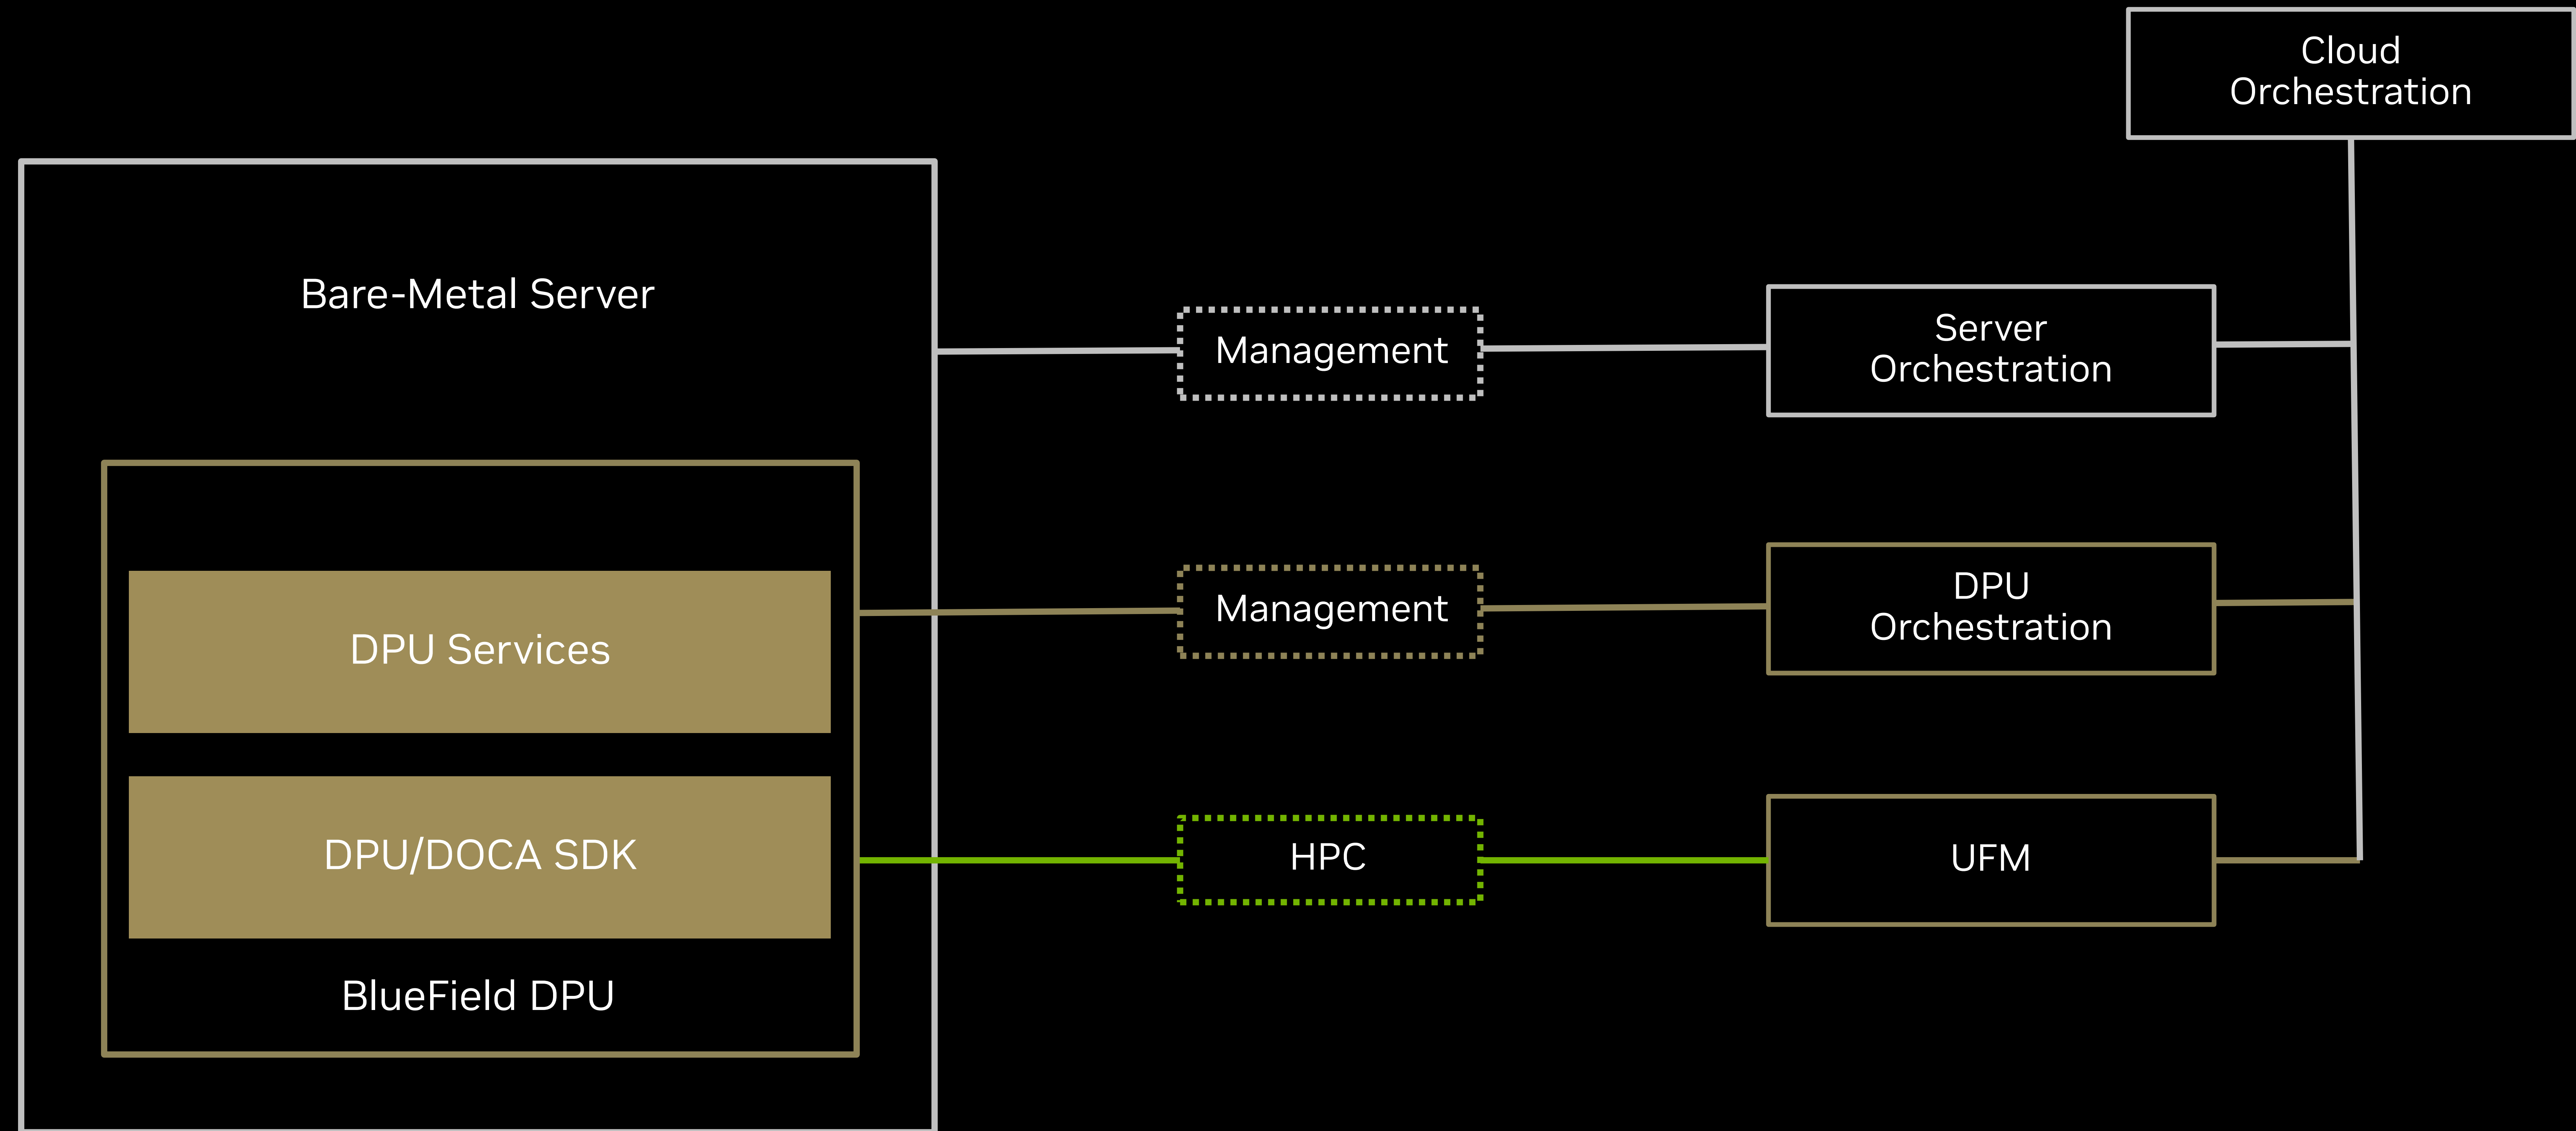 Cloud
Orchestration
Bare-Metal Server
Management
Server
Orchestration
DPU Services
Management
DPU
Orchestration
DPU/DOCA SDK
HPC
UFM
BlueField DPU